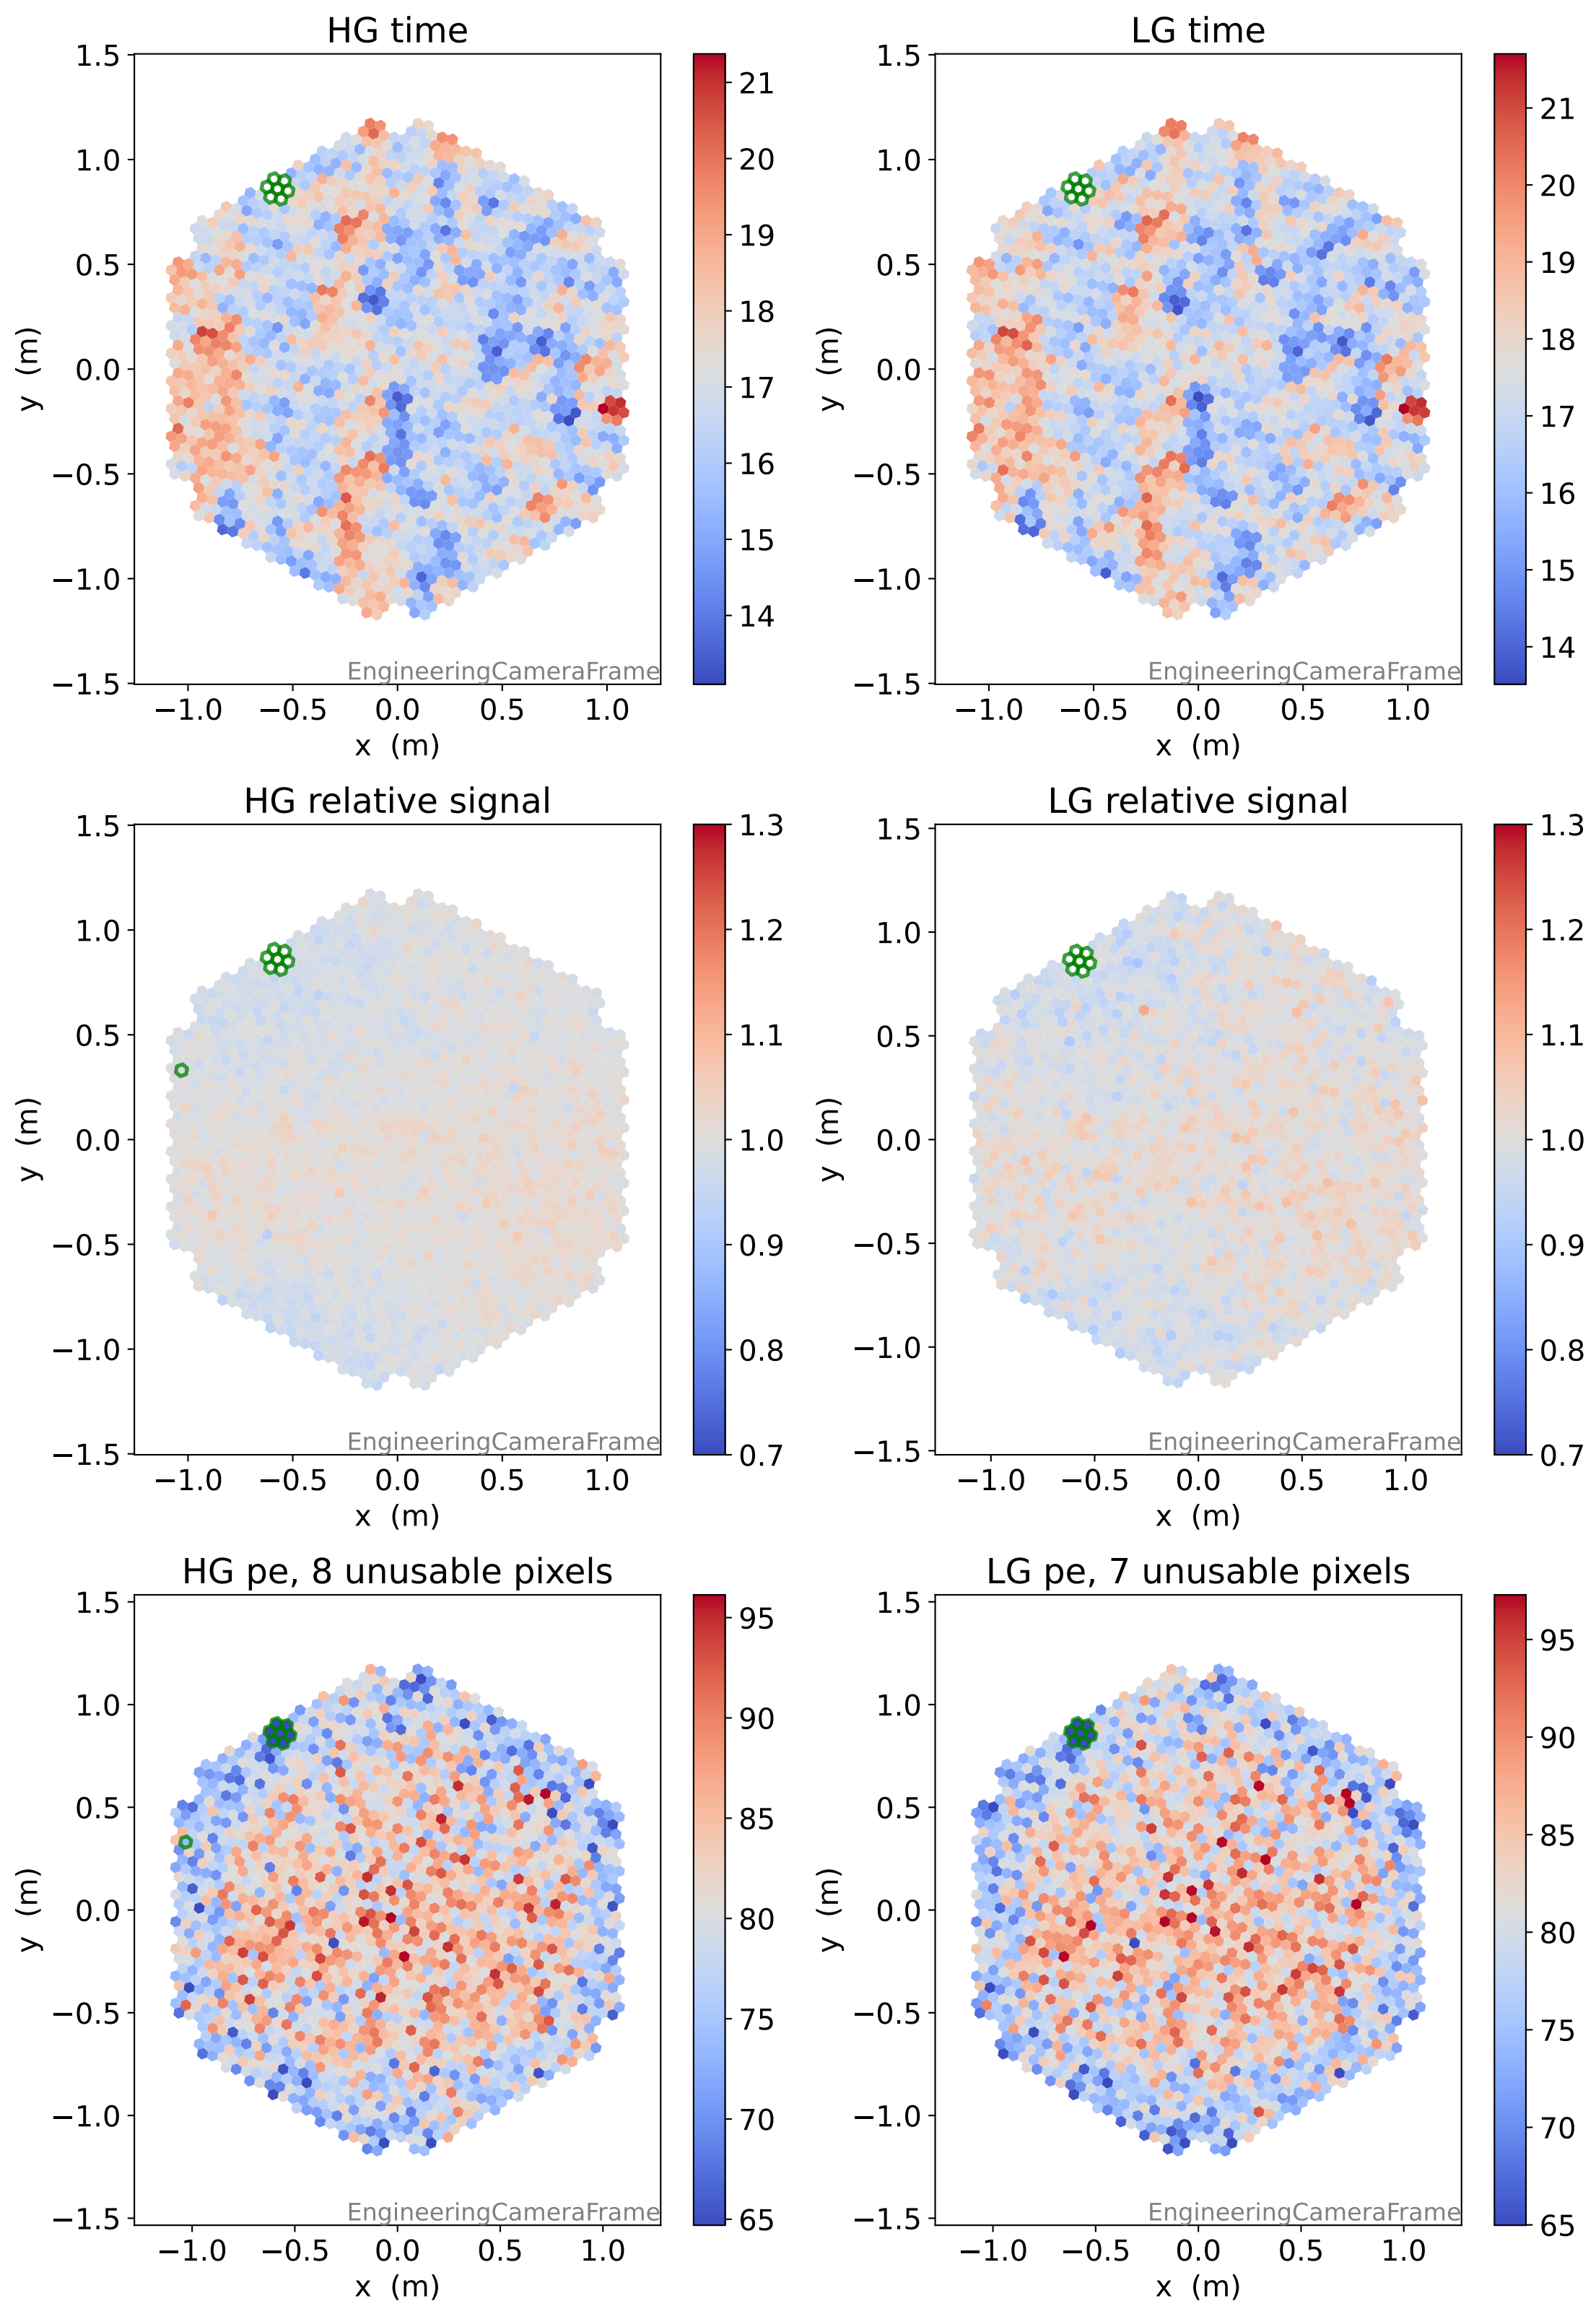 HG time
1.5
1.0
0.5
0.0
−0.5
−1.0
−1.5
y (m)
−1.0 −0.5 0.0 0.5 1.0
x (m)
EngineeringCameraFrame
21
20
19
18
17
16
15
14
LG time
1.5
1.0
0.5
0.0
−0.5
−1.0
−1.5
y (m)
−1.0 −0.5 0.0 0.5 1.0
x (m)
EngineeringCameraFrame
21
20
19
18
17
16
15
14
HG relative signal
1.5
1.0
0.5
0.0
−0.5
−1.0
−1.5
y (m)
−1.0 −0.5 0.0 0.5 1.0
x (m)
EngineeringCameraFrame
1.3
1.2
1.1
1.0
0.9
0.8
0.7
LG relative signal
1.5
1.0
0.5
0.0
−0.5
−1.0
−1.5
y (m)
−1.0 −0.5 0.0 0.5 1.0
x (m)
EngineeringCameraFrame
1.3
1.2
1.1
1.0
0.9
0.8
0.7
HG pe, 8 unusable pixels
1.5
1.0
0.5
0.0
−0.5
−1.0
−1.5
y (m)
−1.0 −0.5 0.0 0.5 1.0
x (m)
EngineeringCameraFrame
95
90
85
80
75
70
65
LG pe, 7 unusable pixels
1.5
1.0
0.5
0.0
−0.5
−1.0
−1.5
y (m)
−1.0 −0.5 0.0 0.5 1.0
x (m)
EngineeringCameraFrame
95
90
85
80
75
70
65